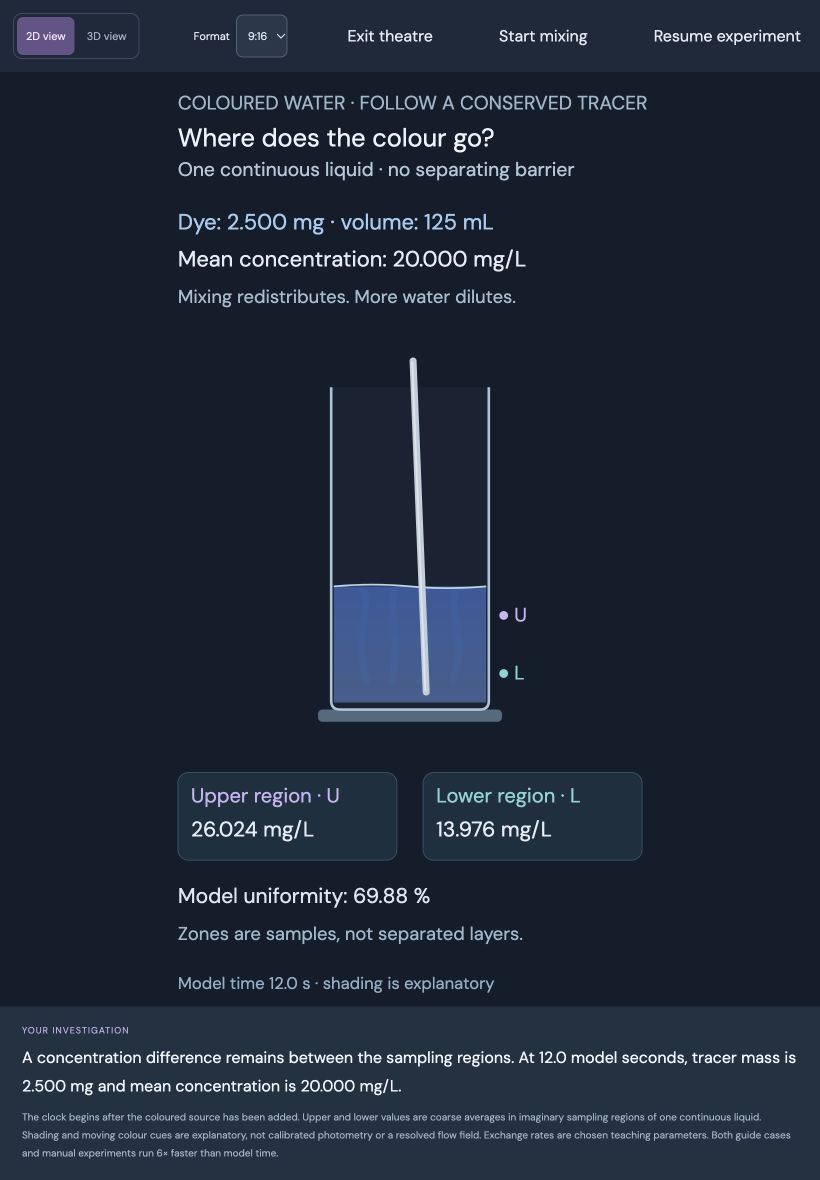 2D view 3D view Format 9:16 Exit theatre Start mixing Resume experiment
COLOURED WATER · FOLLOW A CONSERVED TRACER
Where does the colour go?
One continuous liquid · no separating barrier
Dye: 2.500 mg · volume: 125 mL
Mean concentration: 20.000 mg/L
Mixing redistributes. More water dilutes.
U
L
Upper region · U
26.024 mg/L
Lower region · L
13.976 mg/L
Model uniformity: 69.88 %
Zones are samples, not separated layers.
Model time 12.0 s · shading is explanatory
YOUR INVESTIGATION
A concentration difference remains between the sampling regions. At 12.0 model seconds, tracer mass is
2.500 mg and mean concentration is 20.000 mg/L.
The clock begins after the coloured source has been added. Upper and lower values are coarse averages in imaginary sampling regions of one continuous liquid.
Shading and moving colour cues are explanatory, not calibrated photometry or a resolved flow field. Exchange rates are chosen teaching parameters. Both guide cases
and manual experiments run 6× faster than model time.